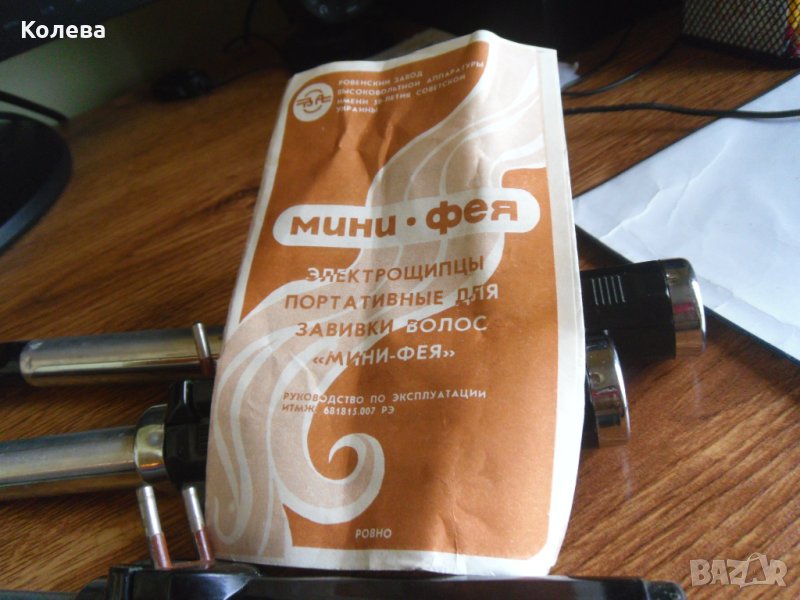 Колева
РОВЕНСКИЙ ЗАВОД
ВЫСОКОВОЛЬТНОЙ АППАРАТУРЫ
ИМЕНИ 50-ЛЕТИЯ СОВЕТСКОЙ
УКРАИНЫ
мини·фея
ЭЛЕКТРОЩИПЦЫ
ПОРТАТИВНЫЕ ДЛЯ
ЗАВИВКИ ВОЛОС
«МИНИ-ФЕЯ»
РУКОВОДСТВО ПО ЭКСПЛУАТАЦИИ
ИТМЖ. 681815.007 РЭ
РОВНО
BAZAR